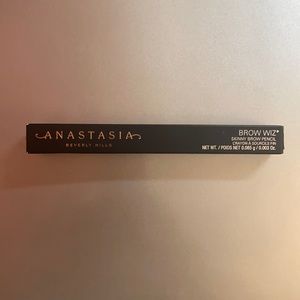 ANASTASIA
BEVERLY HILLS
BROW WIZ®
SKINNY BROW PENCIL
CRAYON À SOURCILS FIN
NET WT. / POIDS NET 0.085 g / 0.003 Oz.